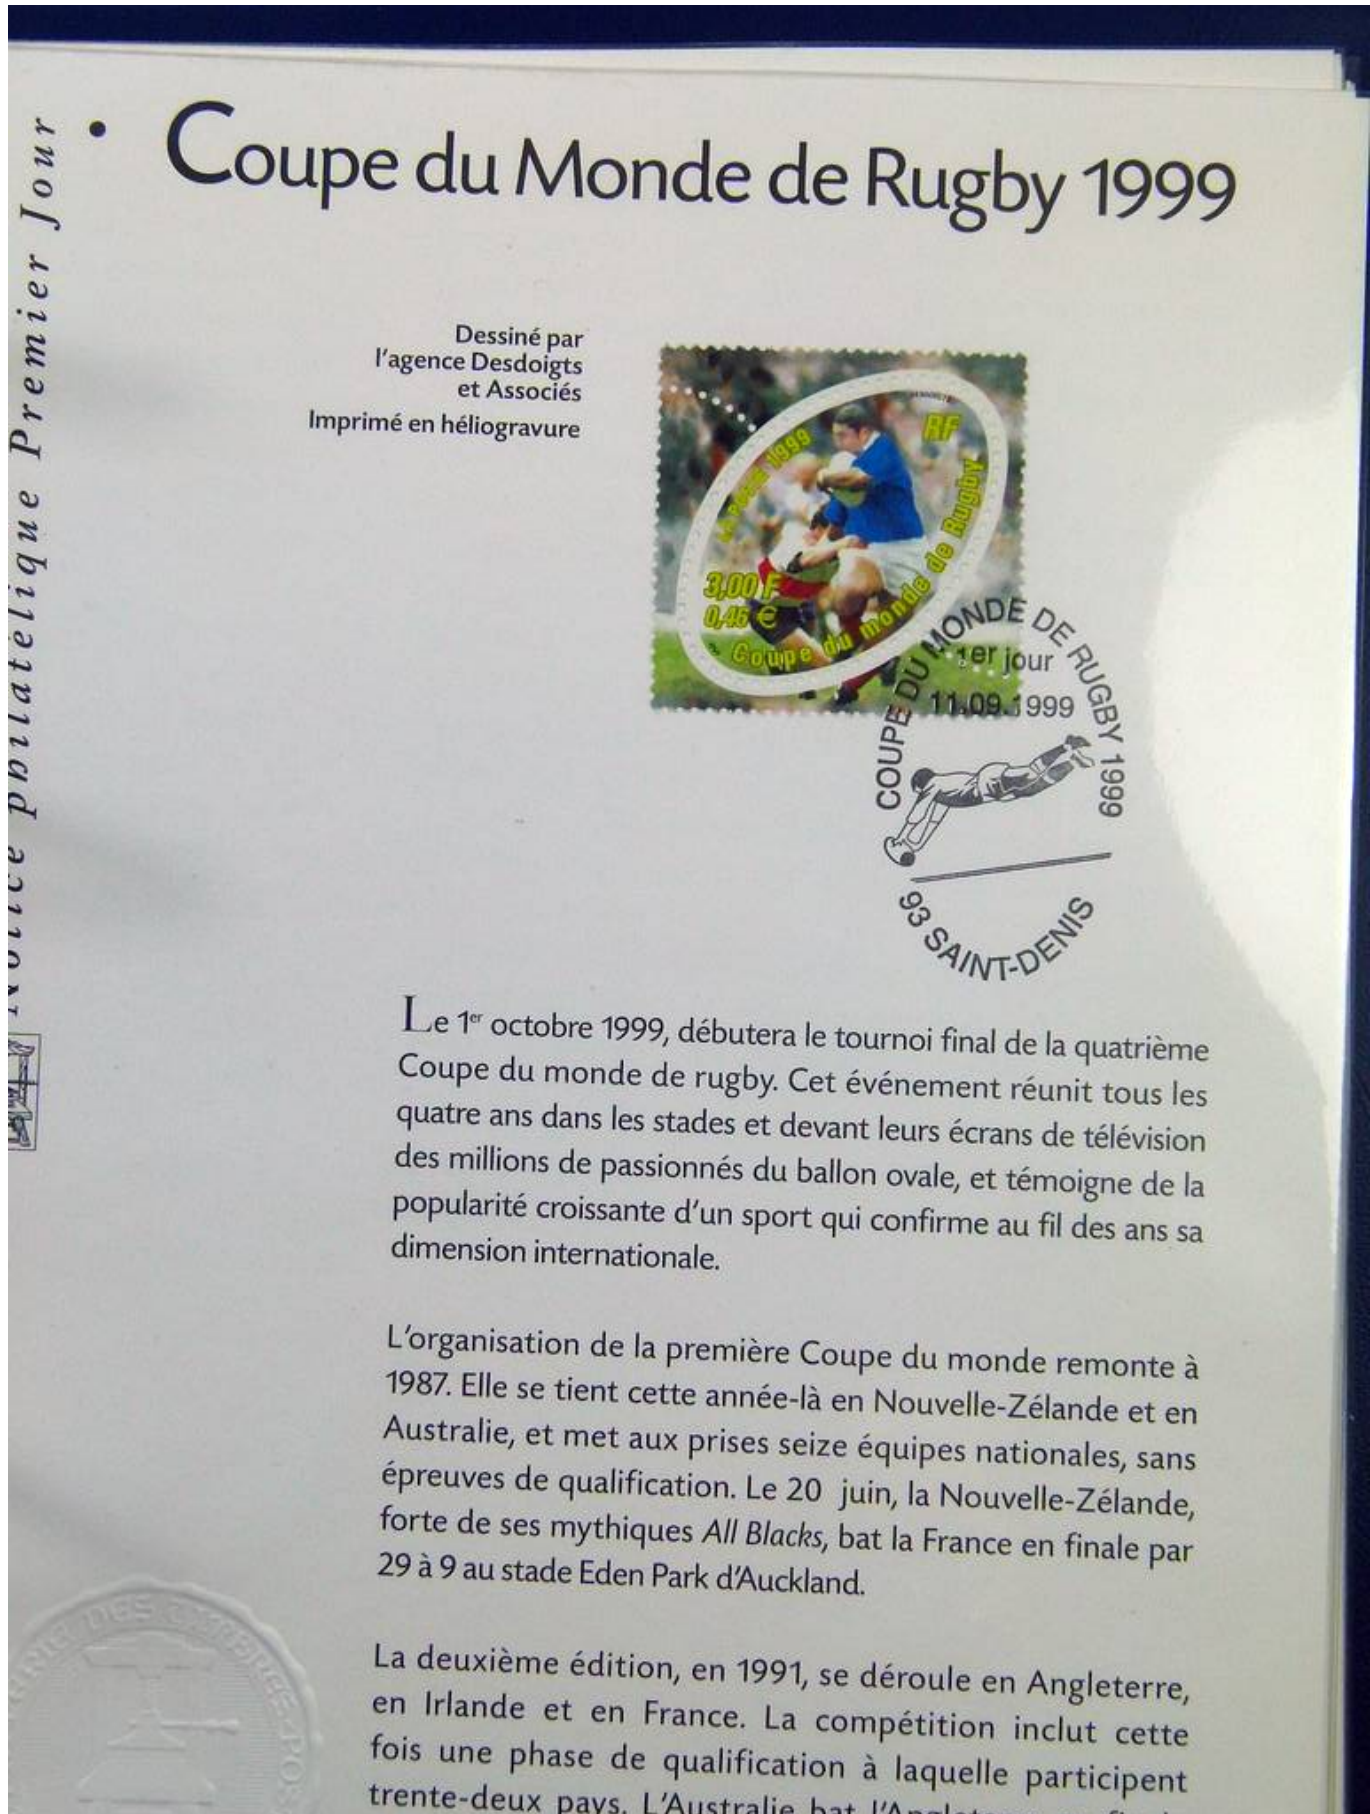 Notice philatélique Premier Jour
• Coupe du Monde de Rugby 1999
Dessiné par
l'agence Desdoigts
et Associés
Imprimé en héliogravure
RF
LA POSTE 1999
3,00 F
0,46 €
Coupe du monde de Rugby
COUPE DU MONDE DE RUGBY 1999
1er jour
11.09.1999
93 SAINT-DENIS
Le 1er octobre 1999, débutera le tournoi final de la quatrième
Coupe du monde de rugby. Cet événement réunit tous les
quatre ans dans les stades et devant leurs écrans de télévision
des millions de passionnés du ballon ovale, et témoigne de la
popularité croissante d'un sport qui confirme au fil des ans sa
dimension internationale.
L'organisation de la première Coupe du monde remonte à
1987. Elle se tient cette année-là en Nouvelle-Zélande et en
Australie, et met aux prises seize équipes nationales, sans
épreuves de qualification. Le 20 juin, la Nouvelle-Zélande,
forte de ses mythiques All Blacks, bat la France en finale par
29 à 9 au stade Eden Park d'Auckland.
La deuxième édition, en 1991, se déroule en Angleterre,
en Irlande et en France. La compétition inclut cette
fois une phase de qualification à laquelle participent
trente-deux pays. L'Australie bat l'Angleterre
DES TIMBRES-POS